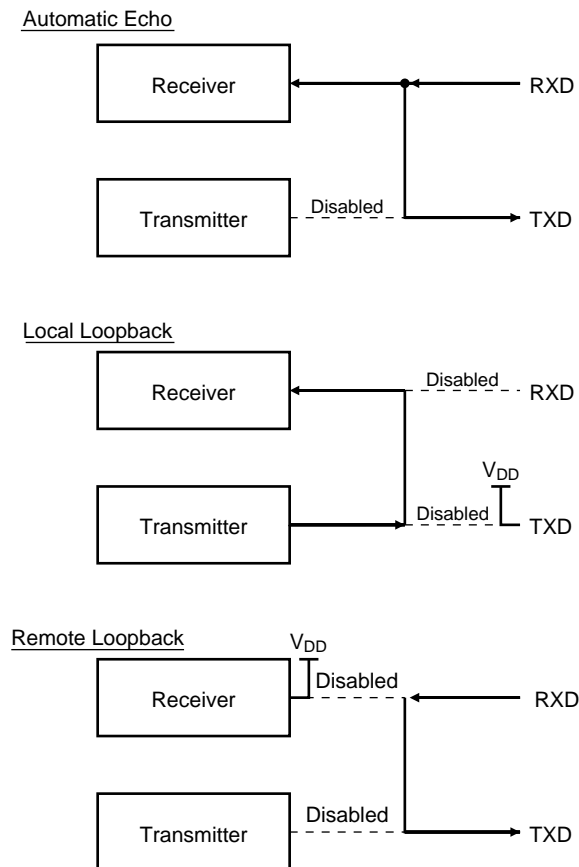 Automatic Echo
Receiver
RXD
Transmitter
Disabled
TXD
Local Loopback
Receiver
Disabled
RXD
VDD
Transmitter
Disabled
TXD
Remote Loopback
VDD
Receiver
Disabled
RXD
Transmitter
Disabled
TXD